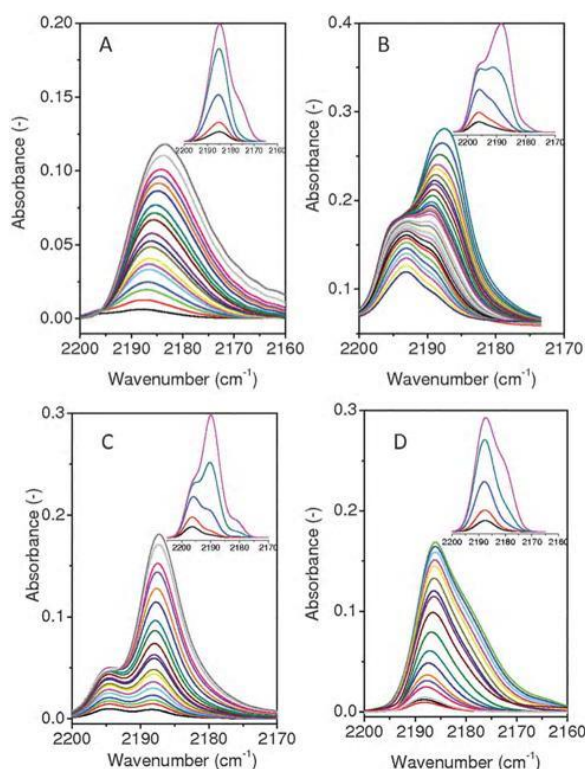 A
0.20
0.15
0.10
0.05
0.00
Absorbance (-)
2200 2190 2180 2170 2160
2200 2190 2180 2170 2160
Wavenumber (cm⁻¹)
B
0.4
0.3
0.2
0.1
Absorbance (-)
2200 2190 2180 2170
2200 2190 2180 2170
Wavenumber (cm⁻¹)
C
0.3
0.2
0.1
0.0
Absorbance (-)
2200 2190 2180 2170
2200 2190 2180 2170
Wavenumber (cm⁻¹)
D
0.3
0.2
0.1
0.0
Absorbance (-)
2200 2190 2180 2170 2160
2200 2190 2180 2170 2160
Wavenumber (cm⁻¹)